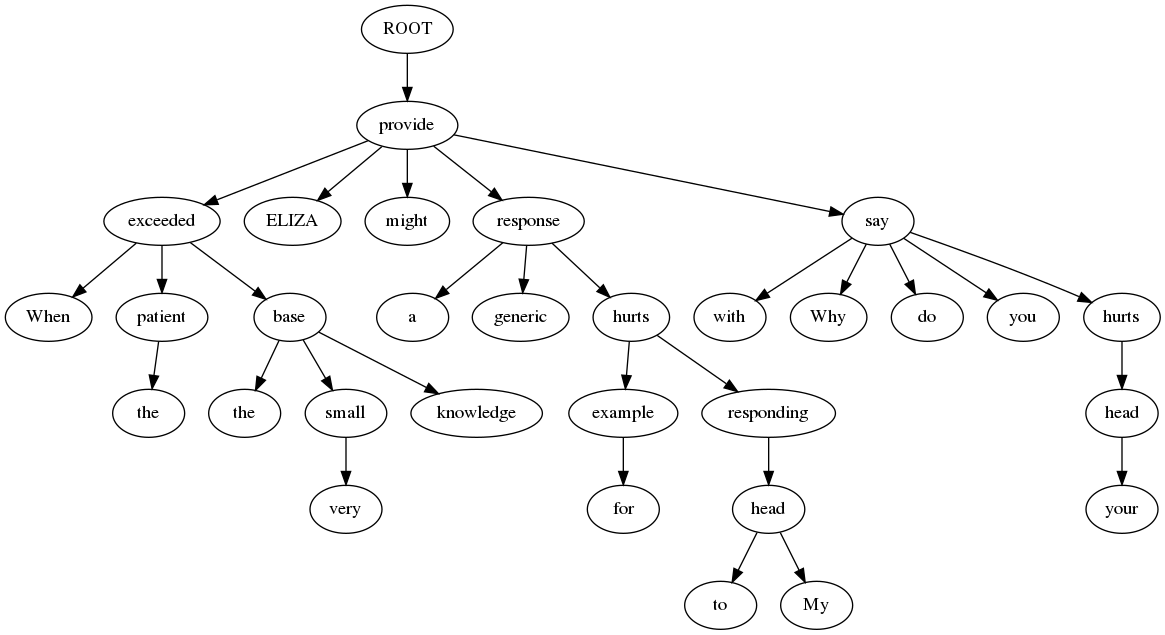 ROOT
provide
exceeded ELIZA might response say
When patient base a generic hurts with Why do you hurts
the the small knowledge example responding head
very for head your
to My